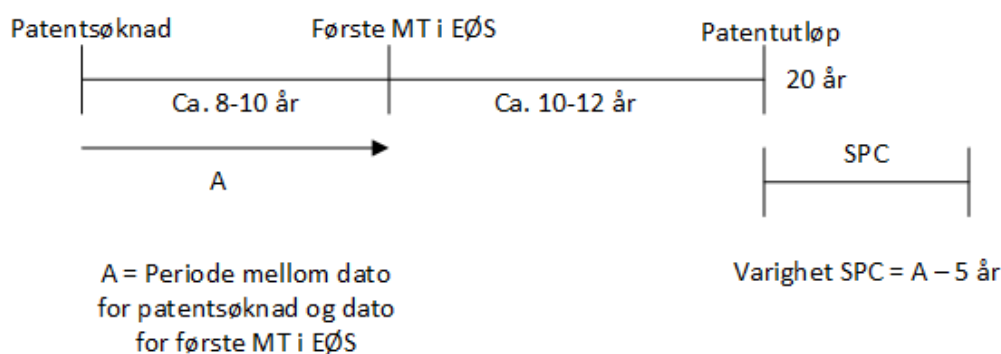 Patentsøknad
Første MT i EØS
Patentutløp
Ca. 8-10 år
Ca. 10-12 år
20 år
A
SPC
A = Periode mellom dato
for patentsøknad og dato
for første MT i EØS
Varighet SPC = A – 5 år